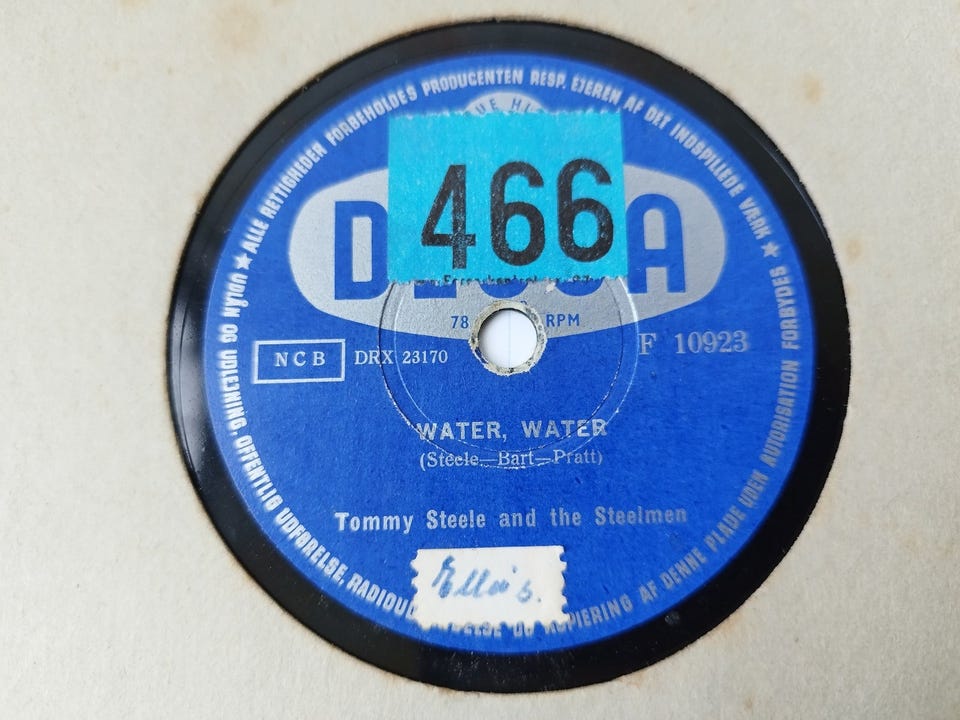 ★ ALLE RETTIGHEDER FORBEHOLDES PRODUCENTEN RESP. EJEREN AF DET INDSPILLEDE VÆRK ★
UDLÅN OG UDLEJNING, OFFENTLIG UDFØRELSE, RADIOUD
OG KOPIERING AF DENNE PLADE UDEN AUTORISATION FORBYDES
466
D A
78 RPM
NCB DRX 23170 F 10923
WATER, WATER
(Steele—Bart—Pratt)
Tommy Steele and the Steelmen